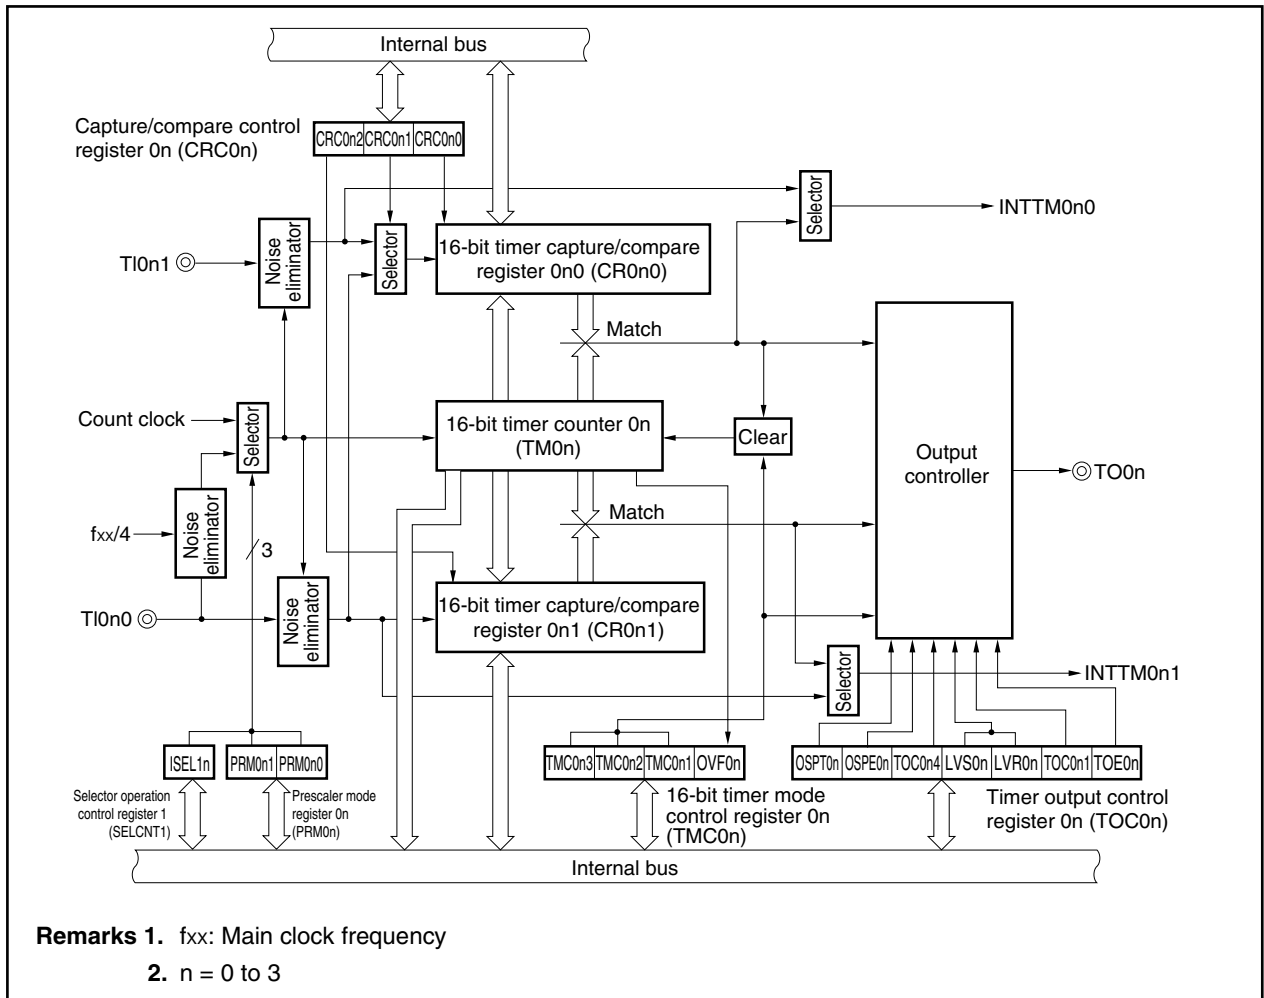 Internal bus
Capture/compare control
register 0n (CRC0n)
CRC0n2 CRC0n1 CRC0n0
Selector
INTTM0n0
TI0n1
Noise
eliminator
Selector
16-bit timer capture/compare
register 0n0 (CR0n0)
Match
Count clock
Selector
16-bit timer counter 0n
(TM0n)
Clear
Output
controller
TO0n
fxx/4
Noise
eliminator
3
Match
TI0n0
Noise
eliminator
16-bit timer capture/compare
register 0n1 (CR0n1)
Selector
INTTM0n1
ISEL1n
PRM0n1 PRM0n0
TMC0n3 TMC0n2 TMC0n1 OVF0n
OSPT0n OSPE0n TOC0n4 LVS0n LVR0n TOC0n1 TOE0n
Selector operation
control register 1
(SELCNT1)
Prescaler mode
register 0n
(PRM0n)
16-bit timer mode
control register 0n
(TMC0n)
Timer output control
register 0n (TOC0n)
Internal bus
Remarks 1. fxx: Main clock frequency
2. n = 0 to 3